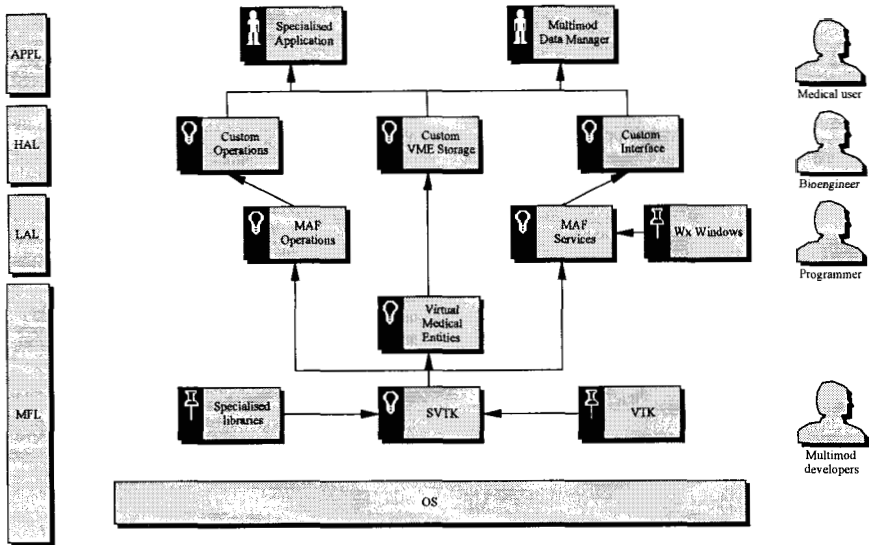 Specialised
Application
Multimod
Data Manager
APPL
Medical user
HAL
Custom
Operations
Custom
VME Storage
Custom
Interface
Bioengineer
LAL
MAF
Operations
MAF
Services
Wx Windows
Programmer
Virtual
Medical
Entities
MFL
Specialised
libraries
SVTK
VTK
Multimod
developers
OS